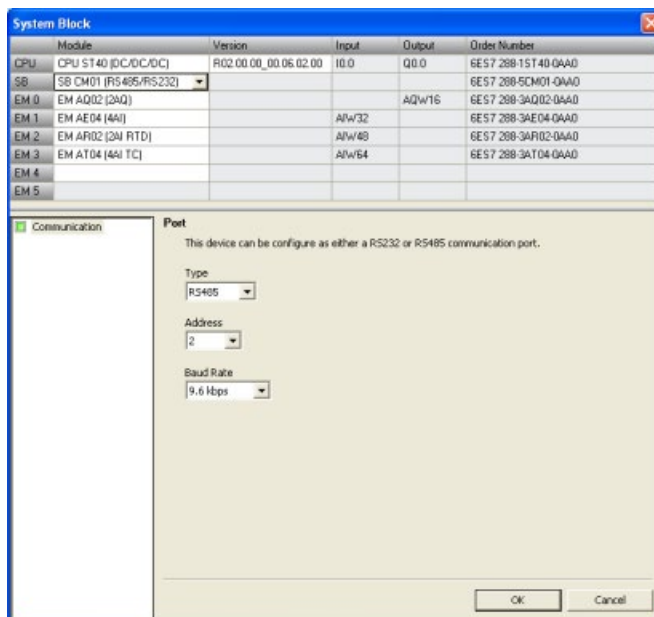 System Block
Module Version Input Output Order Number
CPU CPU ST40 (DC/DC/DC) R02.00.00_00.06.02.00 I0.0 Q0.0 6ES7 288-1ST40-0AA0
SB SB CM01 (RS485/RS232) 6ES7 288-5CM01-0AA0
EM 0 EM AQ02 (2AQ) AQW16 6ES7 288-3AQ02-0AA0
EM 1 EM AE04 (4AI) AIW32 6ES7 288-3AE04-0AA0
EM 2 EM AR02 (2AI RTD) AIW48 6ES7 288-3AR02-0AA0
EM 3 EM AT04 (4AI TC) AIW64 6ES7 288-3AT04-0AA0
EM 4
EM 5
Communication
Port
This device can be configure as either a RS232 or RS485 communication port.
Type
RS485
Address
2
Baud Rate
9.6 kbps
OK Cancel